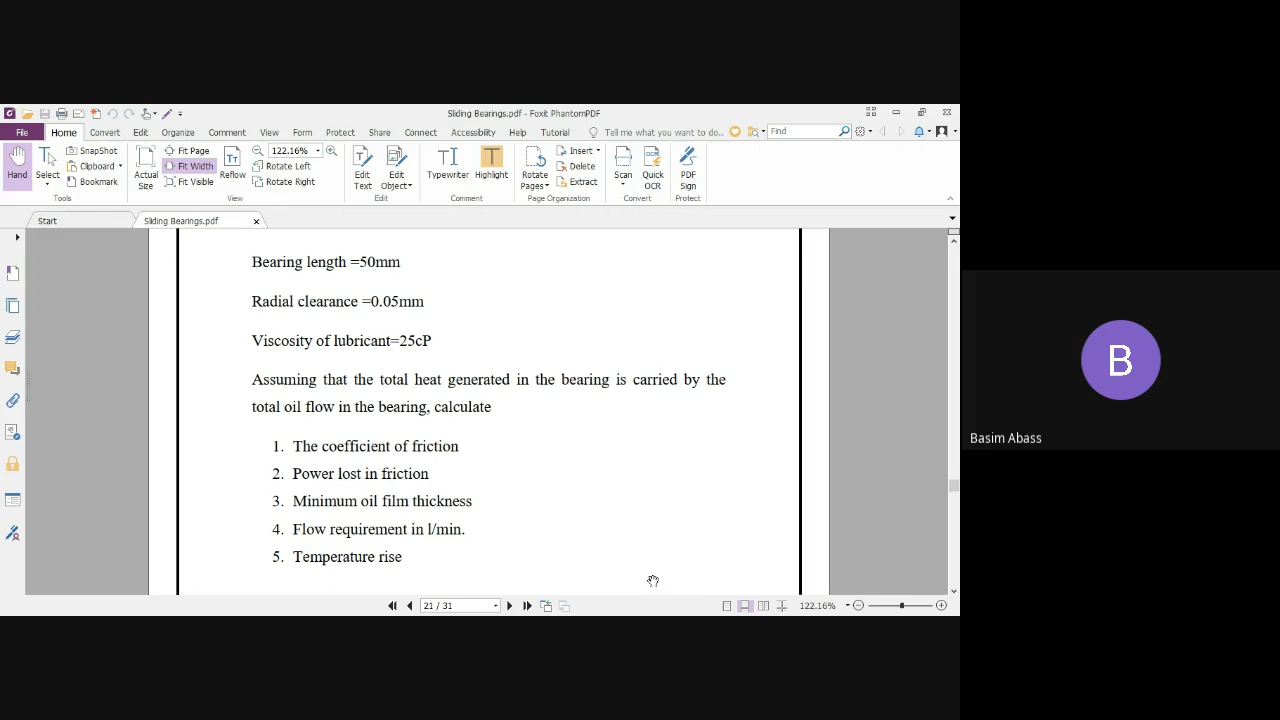 Sliding Bearings.pdf - Foxit PhantomPDF
File Home Convert Edit Organize Comment View Form Protect Share Connect Accessibility Help Tutorial Tell me what you want to do.. Find
Hand
Select
SnapShot
Clipboard
Bookmark
Tools
Actual Size
Fit Page
Fit Width
Fit Visible
Reflow
122.16%
Rotate Left
Rotate Right
View
Edit Text
Edit Object
Edit
Typewriter
Highlight
Comment
Rotate Pages
Insert
Delete
Extract
Page Organization
Scan
Quick OCR
Convert
PDF Sign
Protect
Start
Sliding Bearings.pdf
Bearing length =50mm
Radial clearance =0.05mm
Viscosity of lubricant=25cP
Assuming that the total heat generated in the bearing is carried by the
total oil flow in the bearing, calculate
1. The coefficient of friction
2. Power lost in friction
3. Minimum oil film thickness
4. Flow requirement in l/min.
5. Temperature rise
21 / 31
122.16%
B
Basim Abass